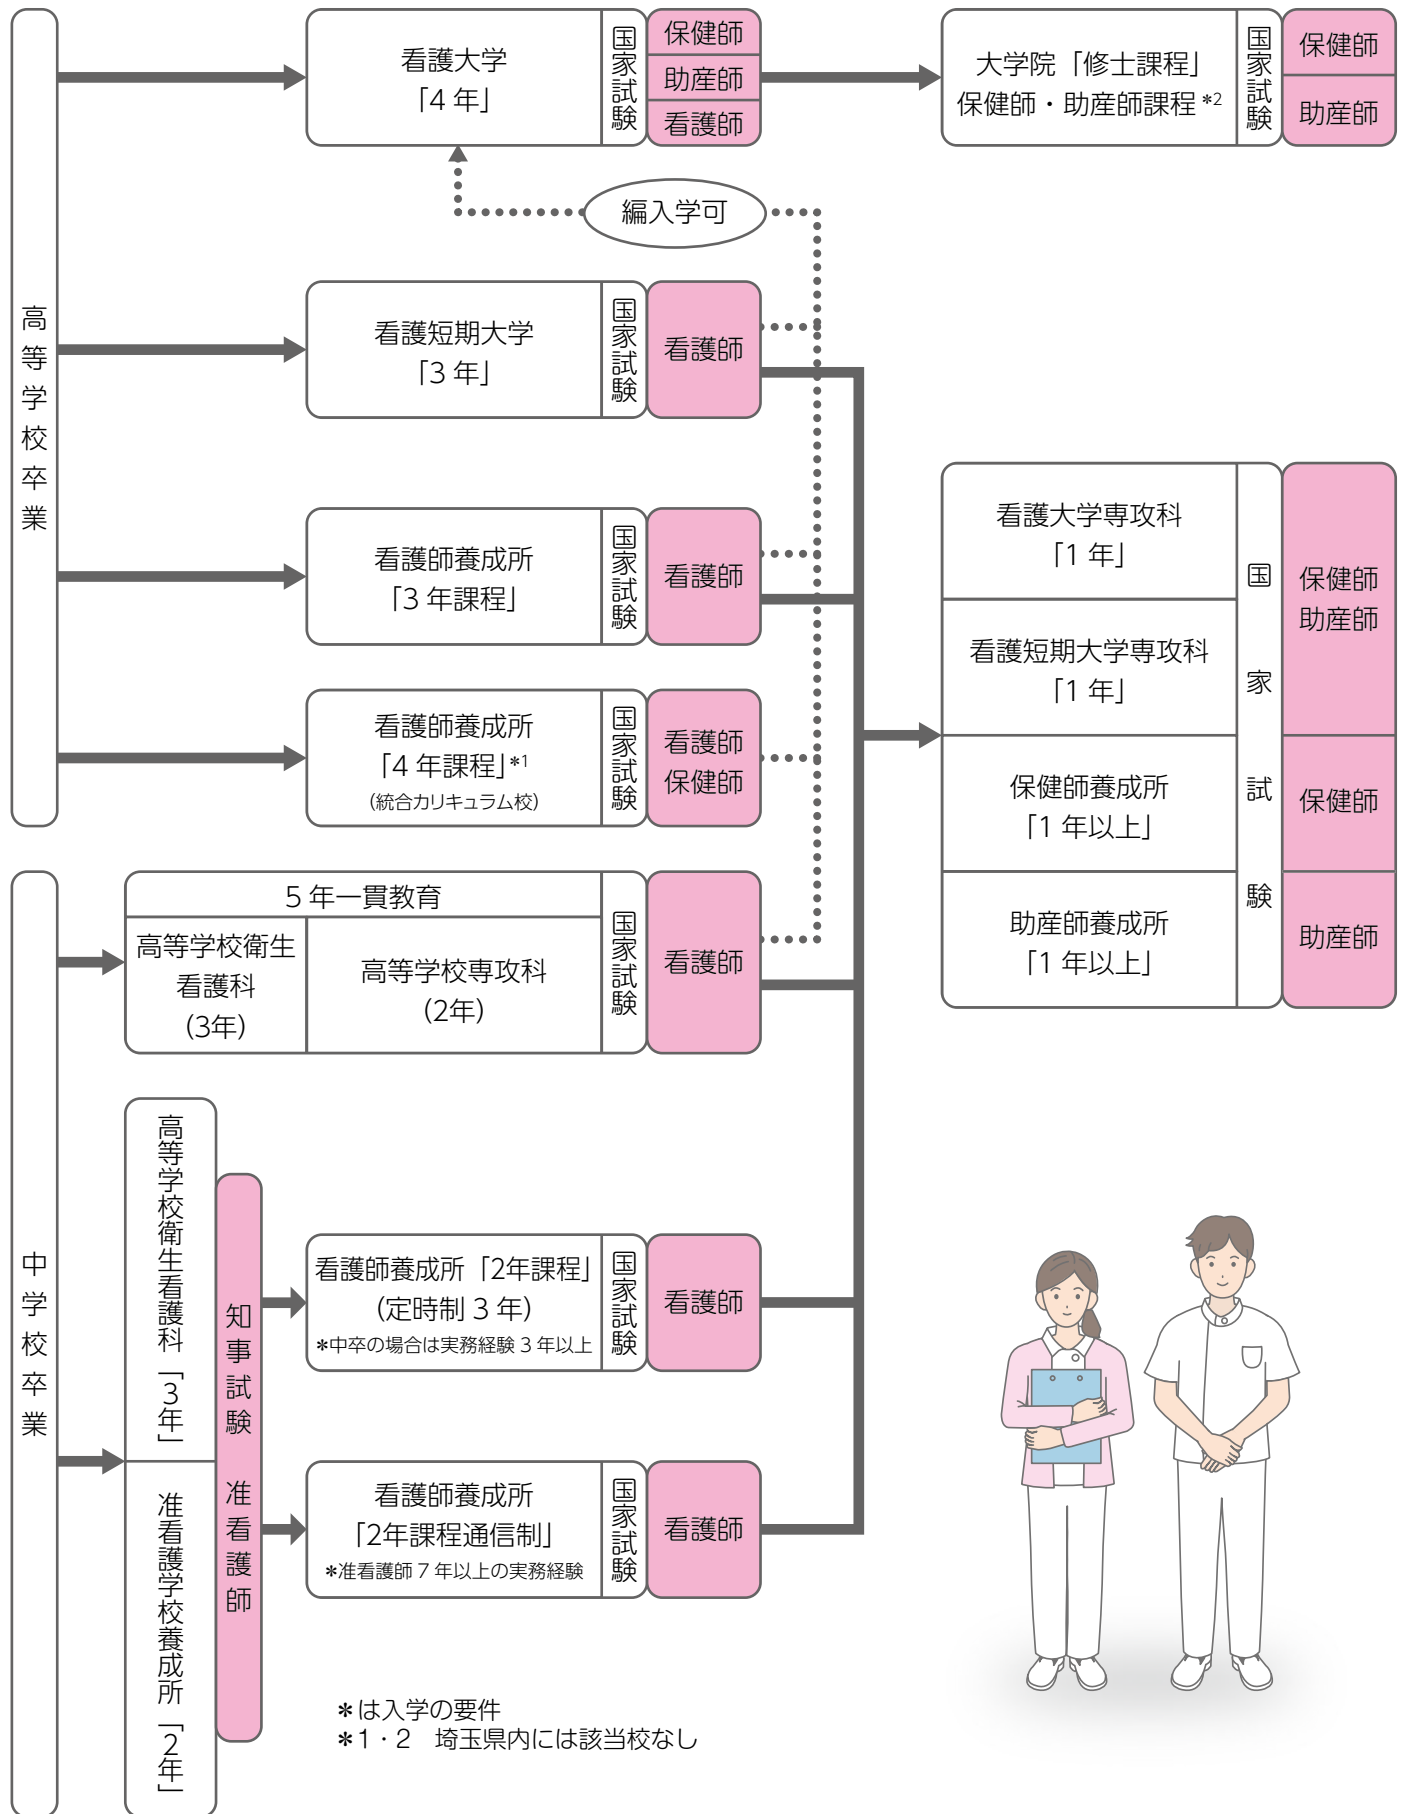 高等学校卒業
看護大学
「4 年」
国家試験
保健師
助産師
看護師
大学院「修士課程」
保健師・助産師課程 *2
国家試験
保健師
助産師
編入学可
看護短期大学
「3 年」
国家試験
看護師
看護師養成所
「3 年課程」
国家試験
看護師
看護師養成所
「4 年課程」*1
(統合カリキュラム校)
国家試験
看護師
保健師
看護大学専攻科
「1 年」
看護短期大学専攻科
「1 年」
保健師養成所
「1 年以上」
助産師養成所
「1 年以上」
国家試験
保健師
助産師
保健師
助産師
中学校卒業
5 年一貫教育
高等学校衛生
看護科
(3年)
高等学校専攻科
(2年)
国家試験
看護師
高等学校衛生看護科「3年」
准看護学校養成所「2年」
知事試験 准看護師
看護師養成所「2年課程」
(定時制 3 年)
*中卒の場合は実務経験 3 年以上
国家試験
看護師
看護師養成所
「2年課程通信制」
*准看護師 7 年以上の実務経験
国家試験
看護師
*は入学の要件
*1・2 埼玉県内には該当校なし